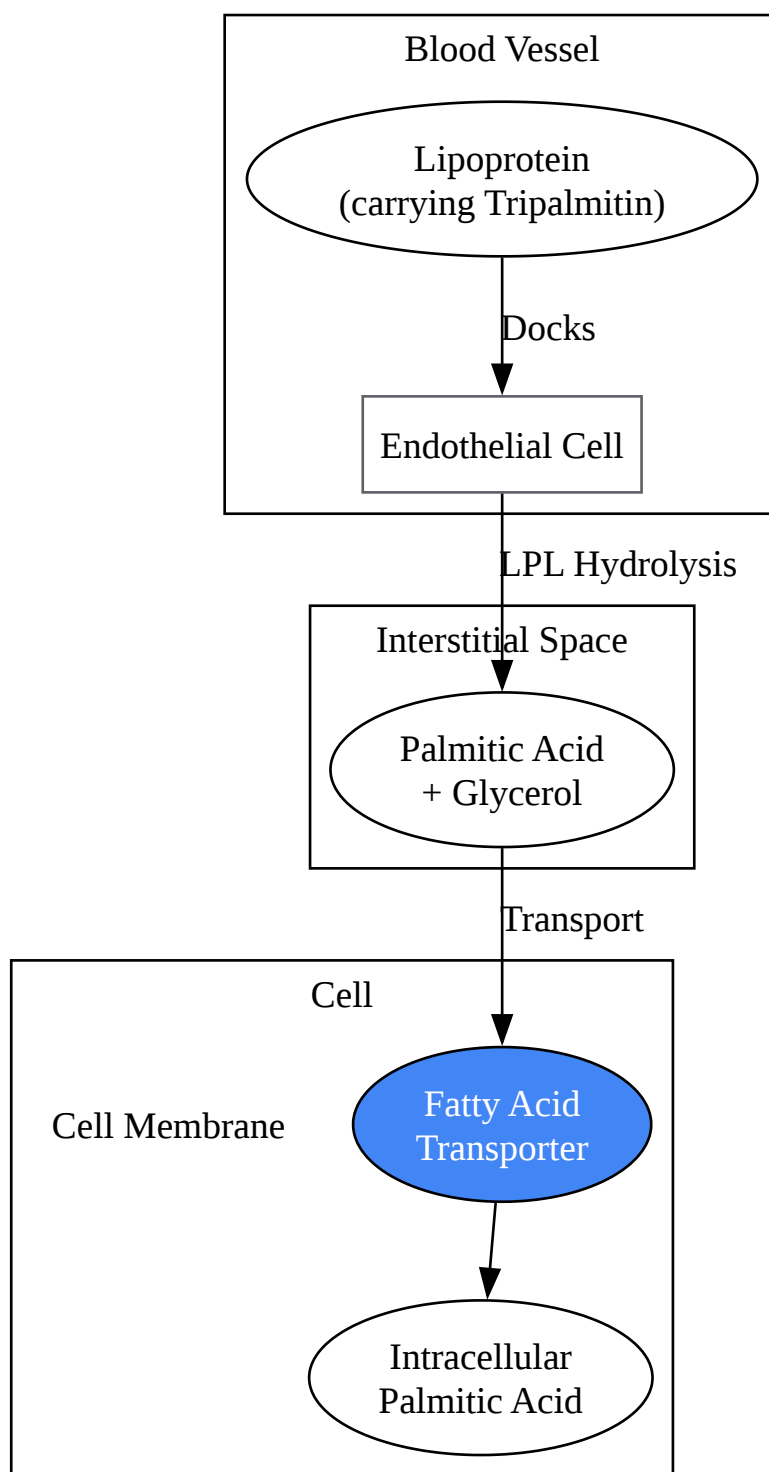 Blood Vessel
Lipoprotein
(carrying Tripalmitin)
Docks
Endothelial Cell
LPL Hydrolysis
Interstitial Space
Palmitic Acid
+ Glycerol
Transport
Cell
Fatty Acid
Transporter
Cell Membrane
Intracellular
Palmitic Acid